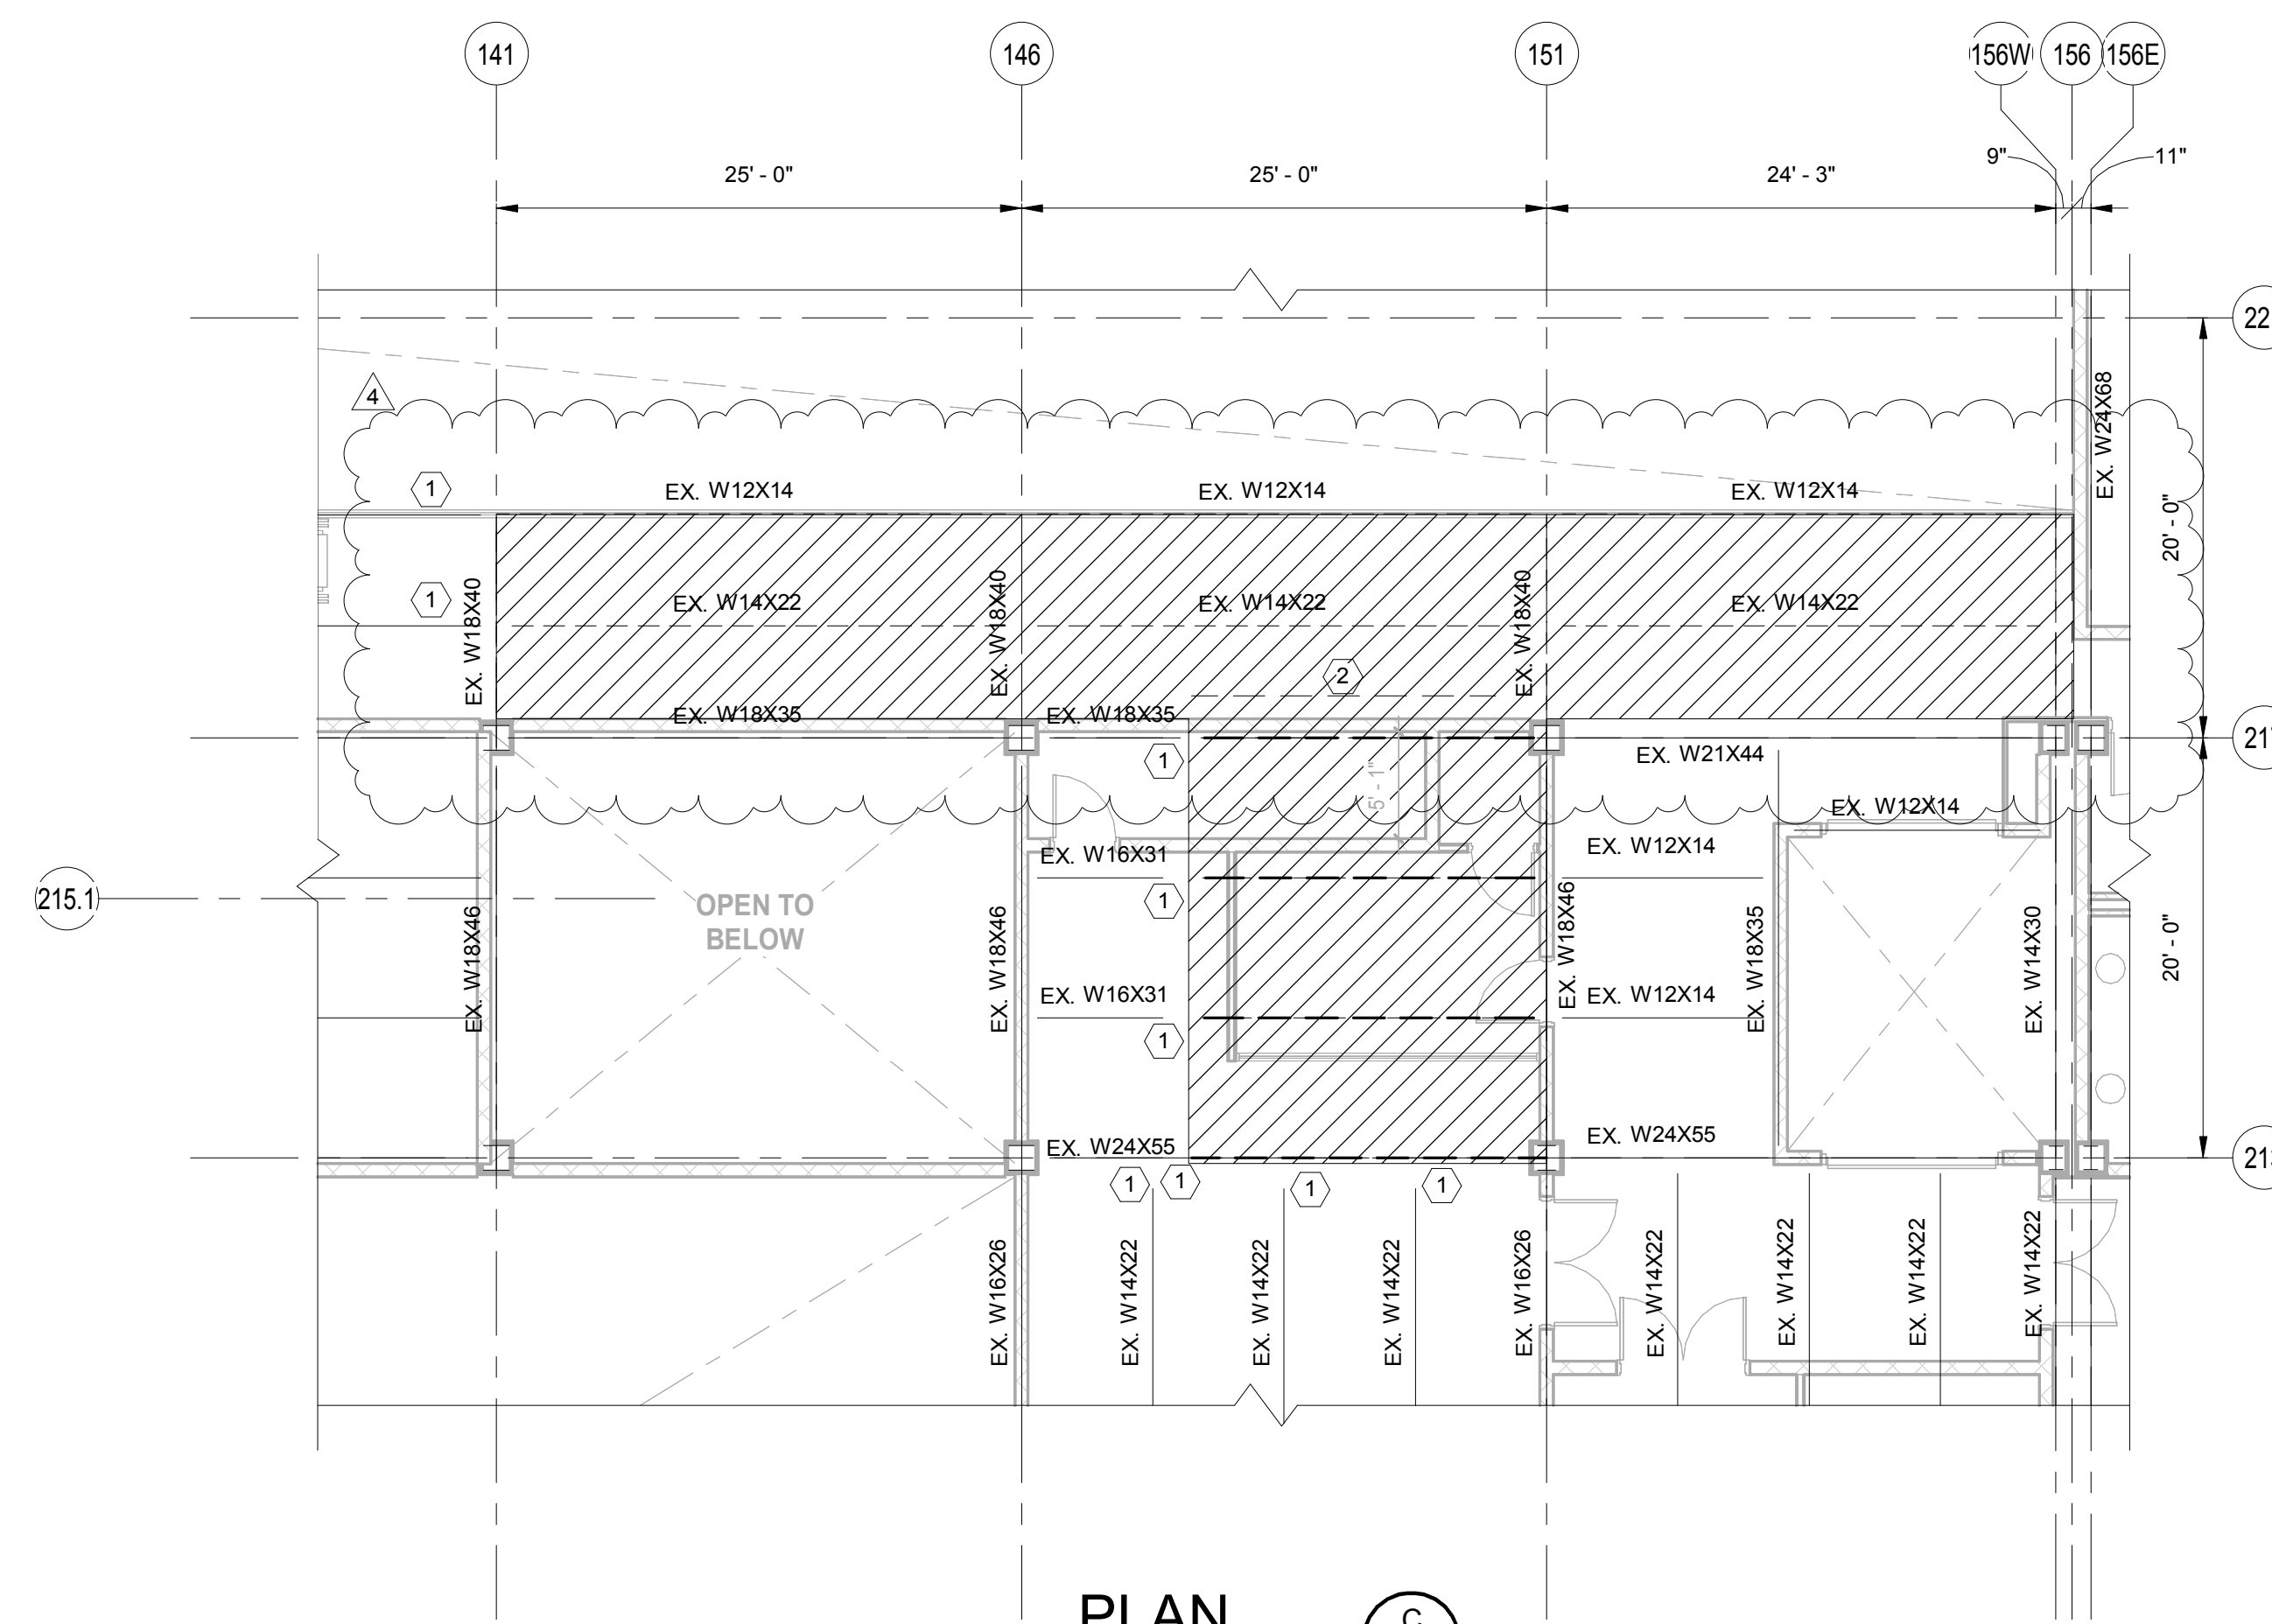 141
146
151
156W
156
156E
25' - 0"
25' - 0"
24' - 3"
9"
11"
22
4
EX. W24X68
1
EX. W12X14
EX. W12X14
EX. W12X14
20' - 0"
1
EX. W18X40
EX. W14X22
EX. W18X40
EX. W14X22
EX. W18X40
EX. W14X22
2
EX. W18X35
EX. W18X35
1
EX. W21X44
5' - 1"
EX. W12X14
EX. W16X31
EX. W12X14
215.1
1
OPEN TO
BELOW
EX. W18X46
EX. W18X46
EX. W18X46
EX. W18X35
EX. W14X30
20' - 0"
EX. W16X31
EX. W12X14
1
EX. W24X55
EX. W24X55
1
1
1
1
EX. W16X26
EX. W14X22
EX. W14X22
EX. W14X22
EX. W16X26
EX. W14X22
EX. W14X22
EX. W14X22
EX. W14X22
PLAN
C